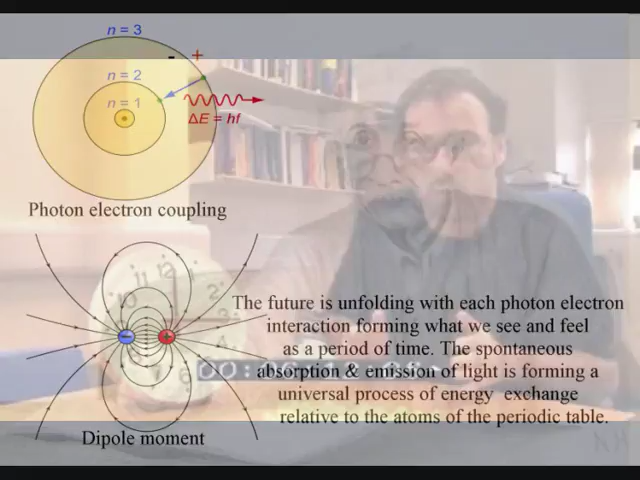 n = 3
- +
n = 2
n = 1
ΔE = hf
Photon electron coupling
The future is unfolding with each photon electron
interaction forming what we see and feel
as a period of time. The spontaneous
absorption & emission of light is forming a
universal process of energy exchange
relative to the atoms of the periodic table.
- +
Dipole moment